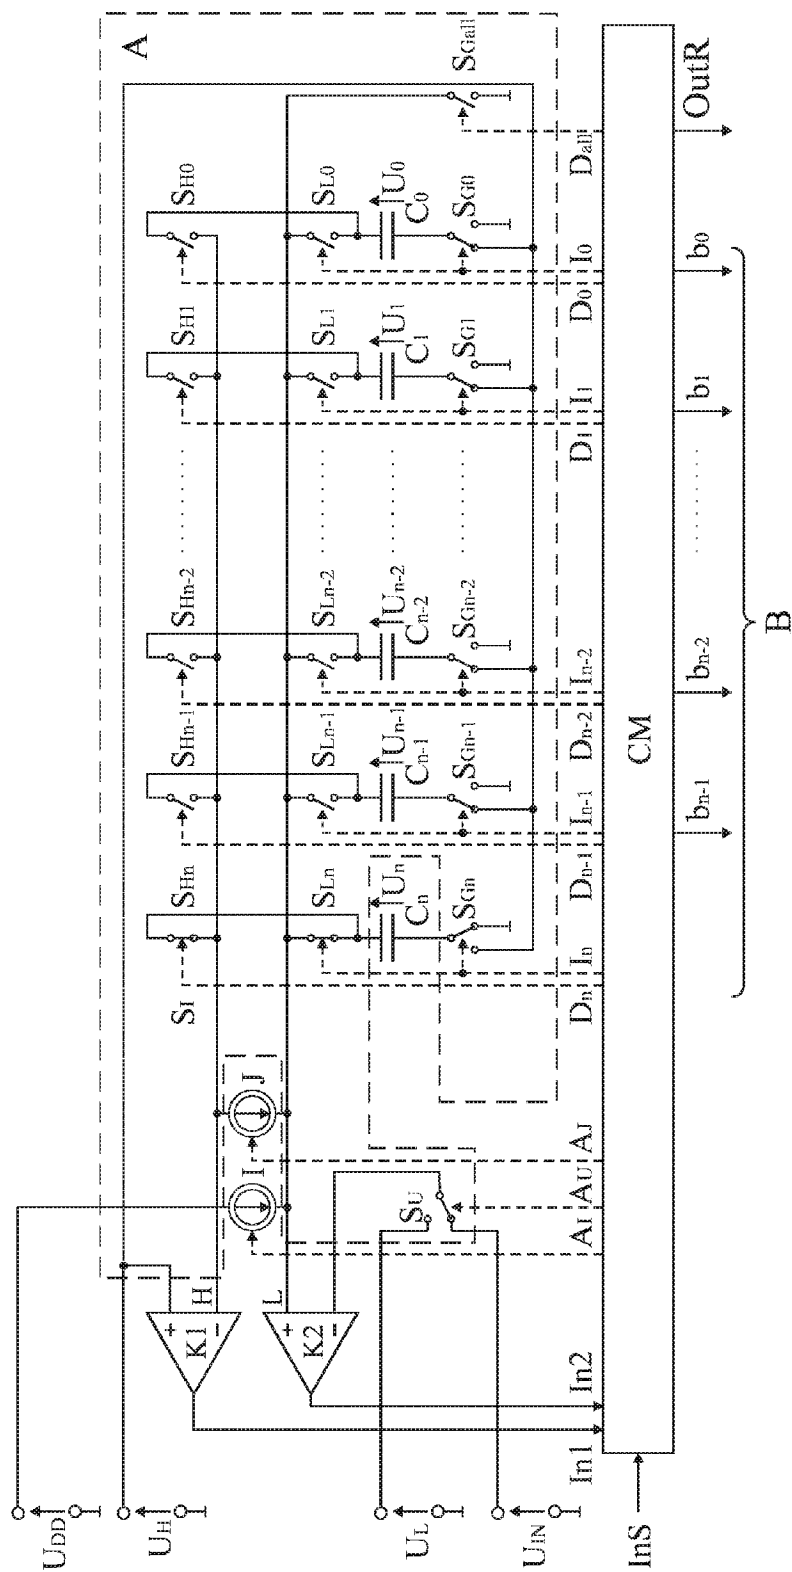 A
SHn SHn-1 SHn-2 SH1 SH0
SI
SLn SLn-1 SLn-2 SL1 SL0 SGall
Un Un-1 Un-2 U1 U0
Cn Cn-1 Cn-2 C1 C0
SGn SGn-1 SGn-2 SG1 SG0
I J
SU
UDD
UH
UL
UIN
+ K1 − H
+ K2 − L
In1 In2
AI AU AJ
Dn In Dn-1 In-1 Dn-2 In-2 D1 I1 D0 I0 Dall
InS
CM
bn-1 bn-2 b1 b0 OutR
B